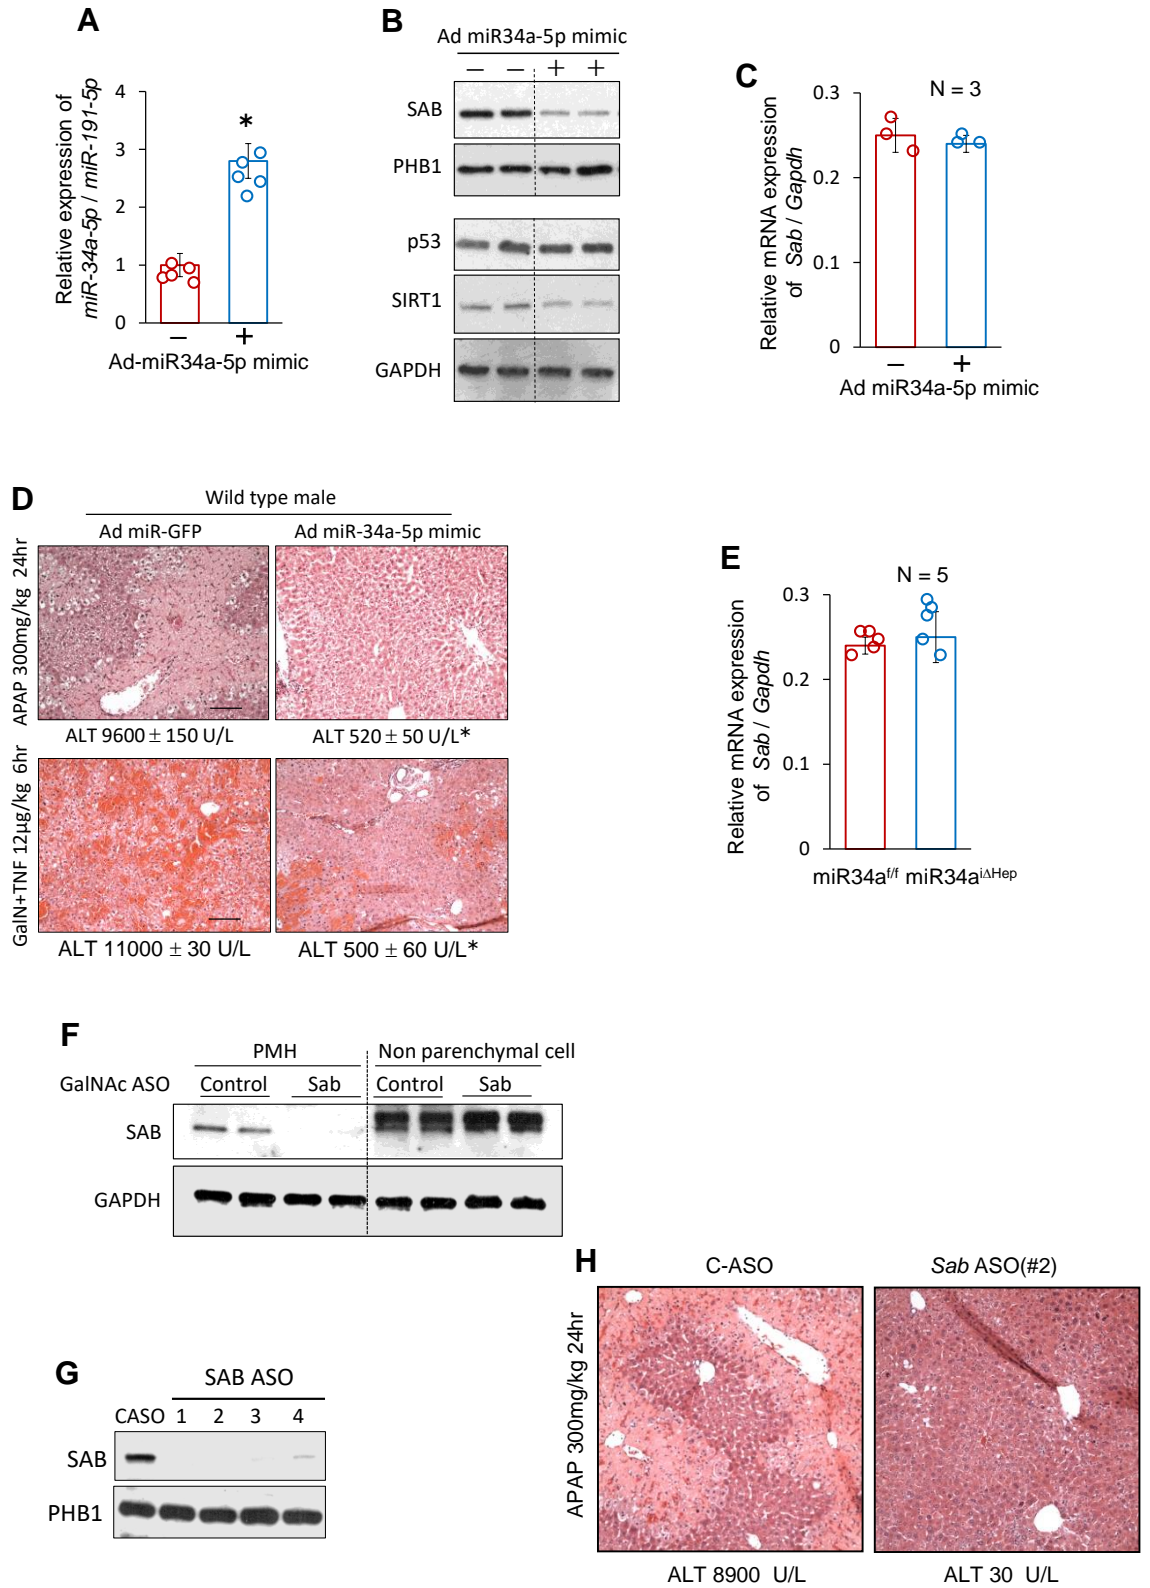 A
Relative expression of
miR-34a-5p / miR-191-5p
4
3
2
1
0
*
– +
Ad-miR34a-5p mimic
B
Ad miR34a-5p mimic
– – + +
SAB
PHB1
p53
SIRT1
GAPDH
C
N = 3
Relative mRNA expression
of Sab / Gapdh
0.3
0.2
0.1
0
– +
Ad miR34a-5p mimic
D
Wild type male
Ad miR-GFP Ad miR-34a-5p mimic
APAP 300mg/kg 24hr
ALT 9600 ± 150 U/L ALT 520 ± 50 U/L*
GalN+TNF 12µg/kg 6hr
ALT 11000 ± 30 U/L ALT 500 ± 60 U/L*
E
N = 5
Relative mRNA expression
of Sab / Gapdh
0.3
0.2
0.1
0
miR34af/f miR34aiΔHep
F
PMH Non parenchymal cell
GalNAc ASO Control Sab Control Sab
SAB
GAPDH
G
SAB ASO
CASO 1 2 3 4
SAB
PHB1
H
C-ASO Sab ASO(#2)
APAP 300mg/kg 24hr
ALT 8900 U/L ALT 30 U/L